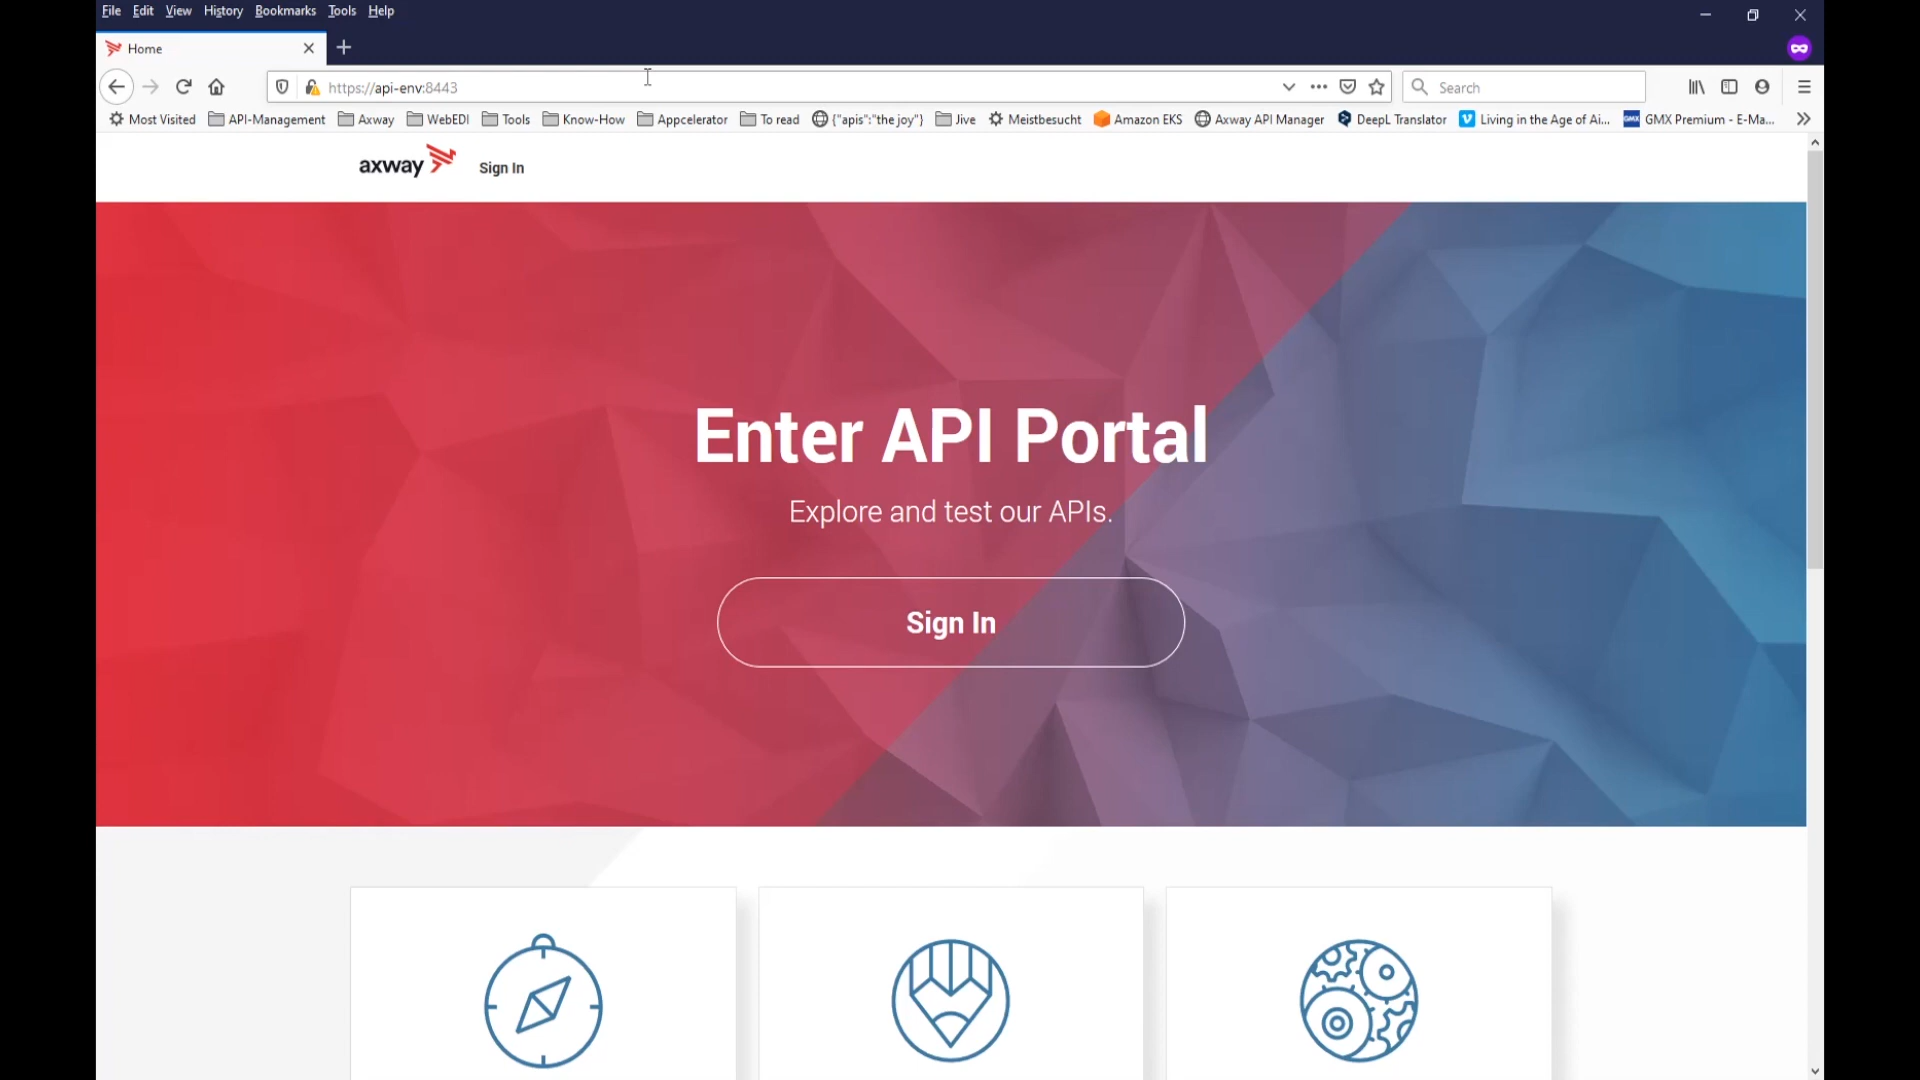 File Edit View History Bookmarks Tools Help
Home
https://api-env:8443
Search
Most Visited API-Management Axway WebEDI Tools Know-How Appcelerator To read {"apis":"the joy"} Jive Meistbesucht Amazon EKS Axway API Manager DeepL Translator Living in the Age of Ai... GMX Premium - E-Ma...
axway Sign In
Enter API Portal
Explore and test our APIs.
Sign In